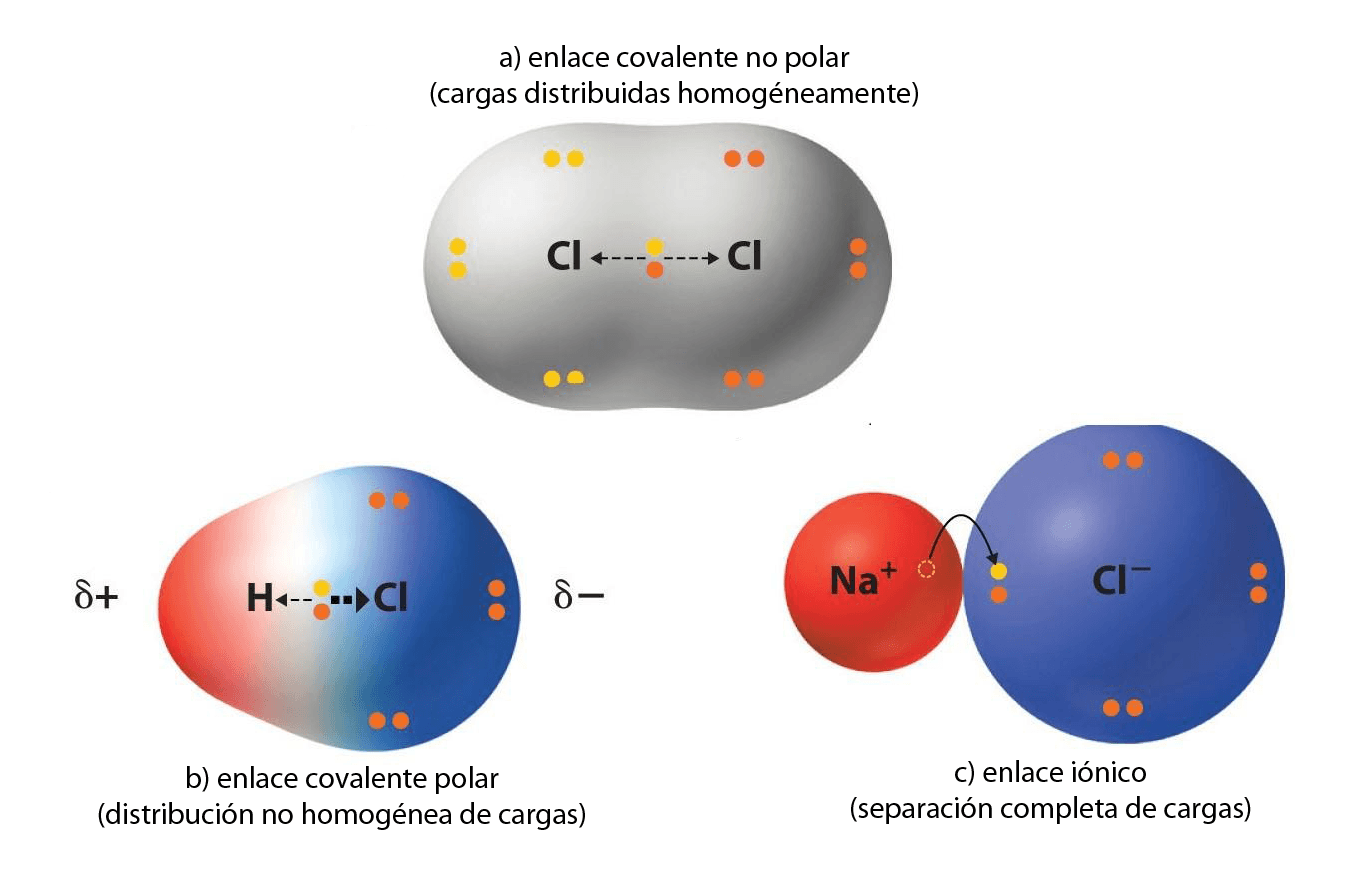 a) enlace covalente no polar
(cargas distribuidas homogéneamente)
Cl Cl
δ+ H Cl δ−
Na⁺ Cl⁻
b) enlace covalente polar
(distribución no homogénea de cargas)
c) enlace iónico
(separación completa de cargas)